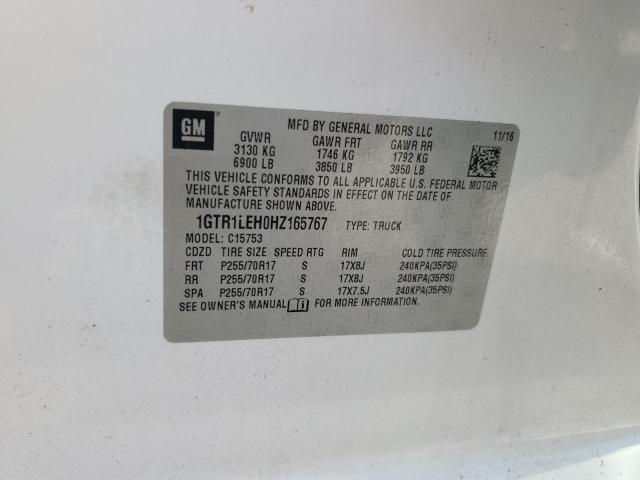 GM
MFD BY GENERAL MOTORS LLC 11/16
GVWR GAWR FRT GAWR RR
3130 KG 1746 KG 1792 KG
6900 LB 3850 LB 3950 LB
THIS VEHICLE CONFORMS TO ALL APPLICABLE U.S. FEDERAL MOTOR
VEHICLE SAFETY STANDARDS IN EFFECT ON THE DATE OF
MANUFACTURE SHOWN ABOVE.
1GTR1LEH0HZ165767 TYPE: TRUCK
MODEL: C15753
CDZD TIRE SIZE SPEED RTG RIM COLD TIRE PRESSURE
FRT P255/70R17 S 17X8J 240KPA(35PSI)
RR P255/70R17 S 17X8J 240KPA(35PSI)
SPA P255/70R17 S 17X7.5J 240KPA(35PSI)
SEE OWNER'S MANUAL FOR MORE INFORMATION.